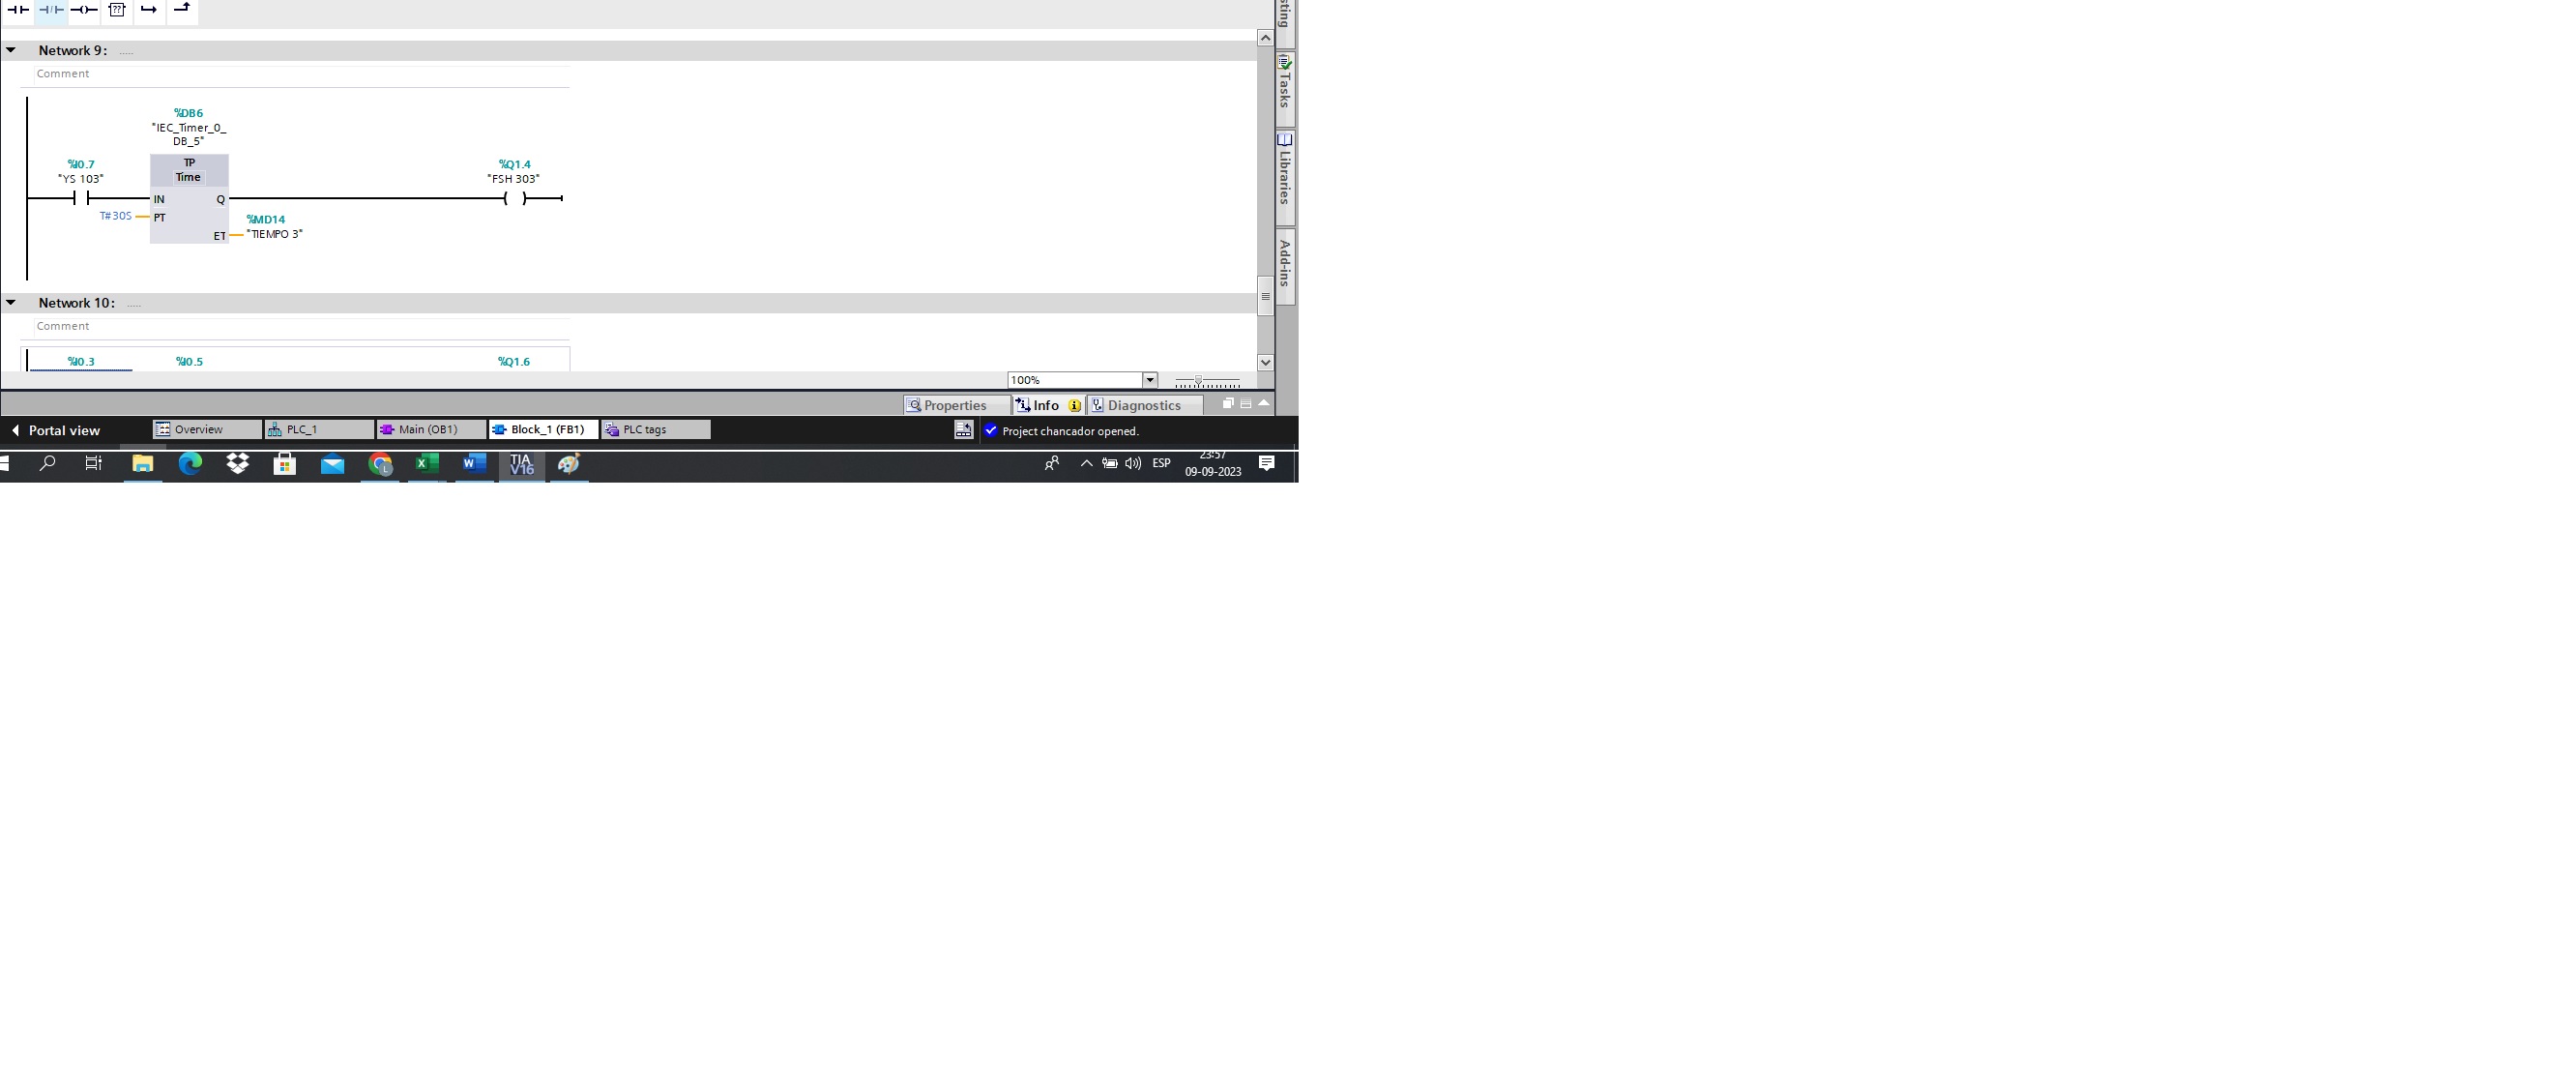 Network 9: .....
Comment
%DB6
"IEC_Timer_0_
DB_5"
%I0.7
TP
%Q1.4
"YS 103"
Time
"FSH 303"
IN
Q
T#30S
PT
%MD14
ET
"TIEMPO 3"
Network 10: .....
Comment
%I0.3
%I0.5
%Q1.6
100%
Tasks
Libraries
Add-ins
Properties
Info
Diagnostics
Portal view
Overview
PLC_1
Main (OB1)
Block_1 (FB1)
PLC tags
Project chancador opened.
TIA
V16
ESP
23:57
09-09-2023